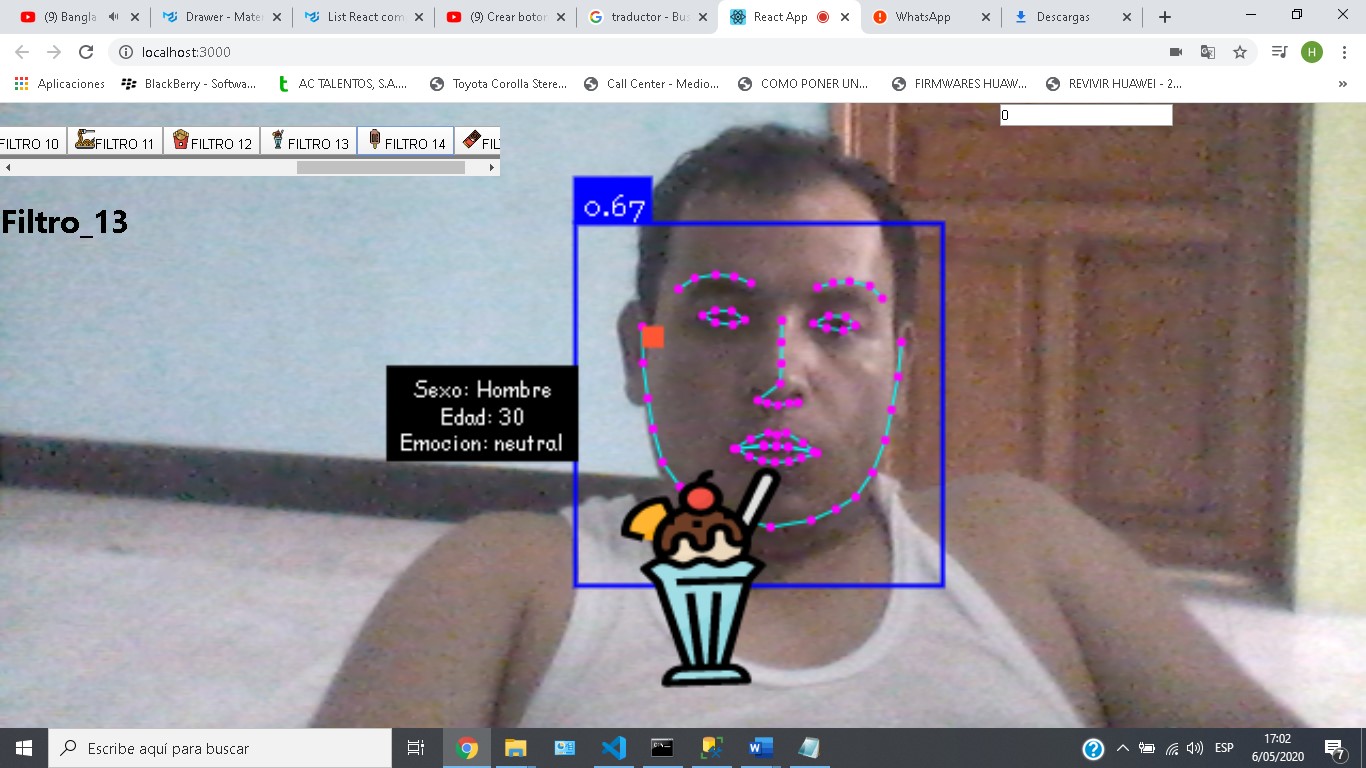 (9) Bangla
Drawer - Mate
List React com
(9) Crear botor
traductor - Bu
React App
WhatsApp
Descargas
localhost:3000
H
Aplicaciones
BlackBerry - Softwa...
AC TALENTOS, S.A....
Toyota Corolla Stere...
Call Center - Medio...
COMO PONER UN...
FIRMWARES HUAW...
REVIVIR HUAWEI - 2...
»
0
FILTRO 10
FILTRO 11
FILTRO 12
FILTRO 13
FILTRO 14
FIL
Filtro_13
0.67
Sexo: Hombre
Edad: 30
Emocion: neutral
Escribe aquí para buscar
ESP
17:02
6/05/2020
7